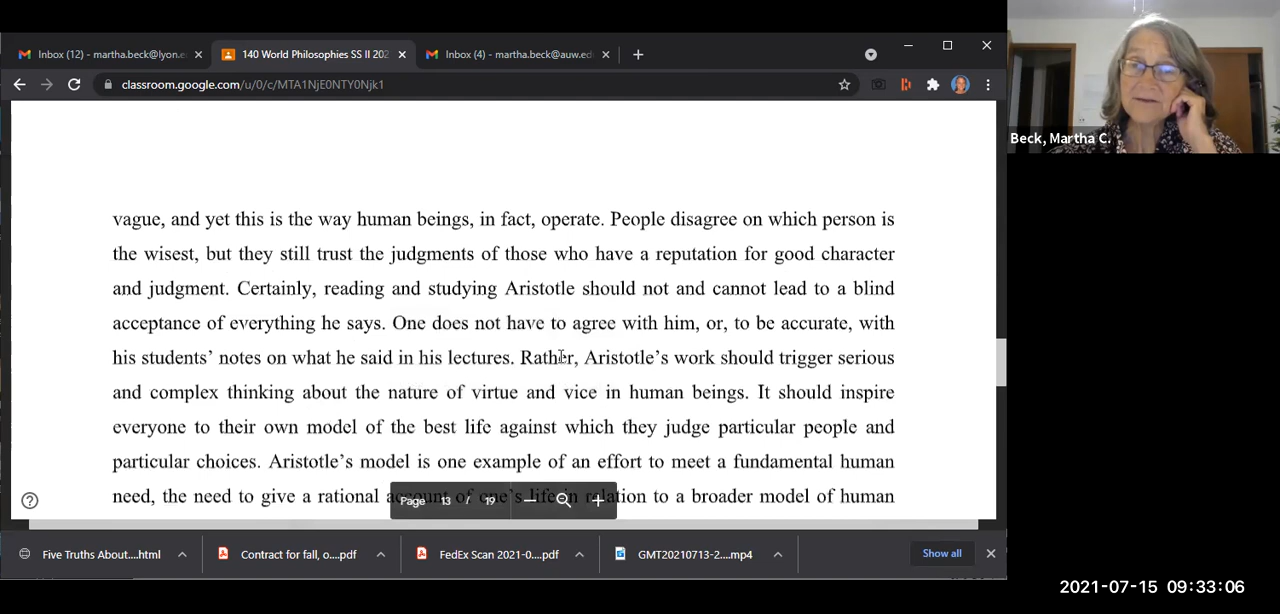 Inbox (12) - martha.beck@lyon.e
140 World Philosophies SS II 202
Inbox (4) - martha.beck@auw.ed
classroom.google.com/u/0/c/MTA1NjE0NTY0Njk1
Beck, Martha C.
vague, and yet this is the way human beings, in fact, operate. People disagree on which person is
the wisest, but they still trust the judgments of those who have a reputation for good character
and judgment. Certainly, reading and studying Aristotle should not and cannot lead to a blind
acceptance of everything he says. One does not have to agree with him, or, to be accurate, with
his students' notes on what he said in his lectures. Rather, Aristotle's work should trigger serious
and complex thinking about the nature of virtue and vice in human beings. It should inspire
everyone to their own model of the best life against which they judge particular people and
particular choices. Aristotle's model is one example of an effort to meet a fundamental human
need, the need to give a rational account of one's life in relation to a broader model of human
Page 13 / 19
Five Truths About....html
Contract for fall, o....pdf
FedEx Scan 2021-0....pdf
GMT20210713-2....mp4
Show all
2021-07-15 09:33:06